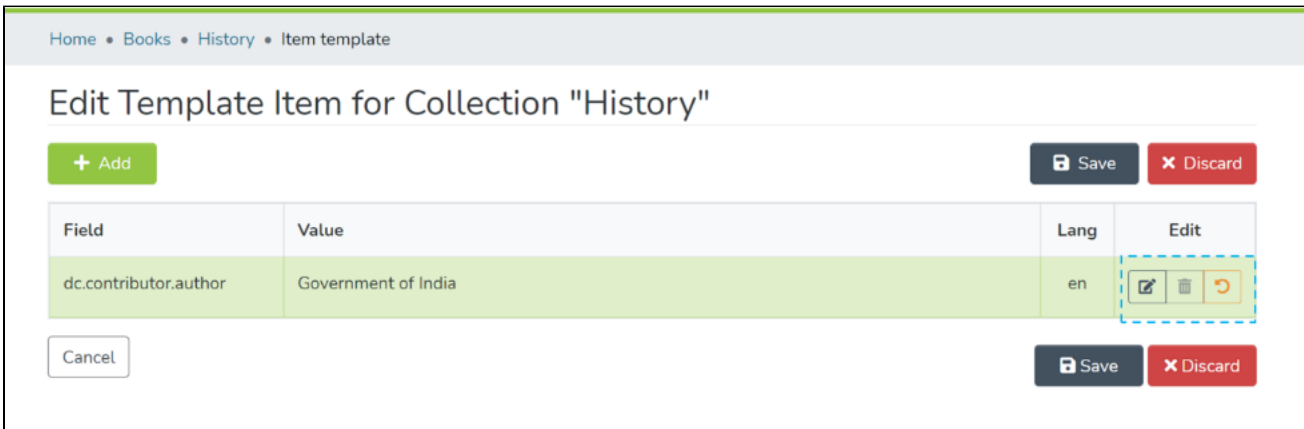 Home • Books • History • Item template
Edit Template Item for Collection "History"
+ Add Save × Discard
Field Value Lang Edit
dc.contributor.author Government of India en
Cancel Save × Discard